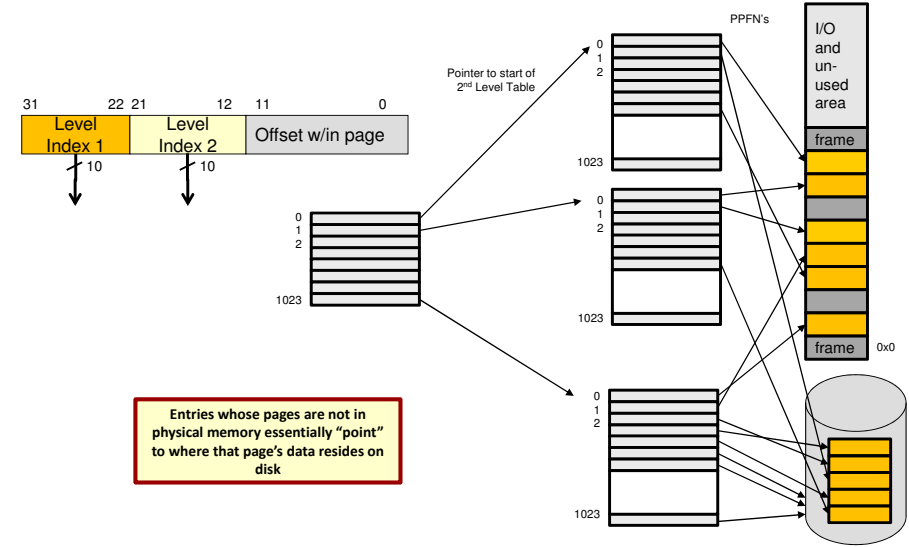 PPFN's
I/O
and
un-
used
area
0
1
2
Pointer to start of
2nd Level Table
31
22
21
12
11
0
Level
Index 1
Level
Index 2
Offset w/in page
10
10
frame
1023
0
1
2
0
1
2
1023
1023
frame
0x0
0
1
2
Entries whose pages are not in
physical memory essentially “point”
to where that page’s data resides on
disk
1023